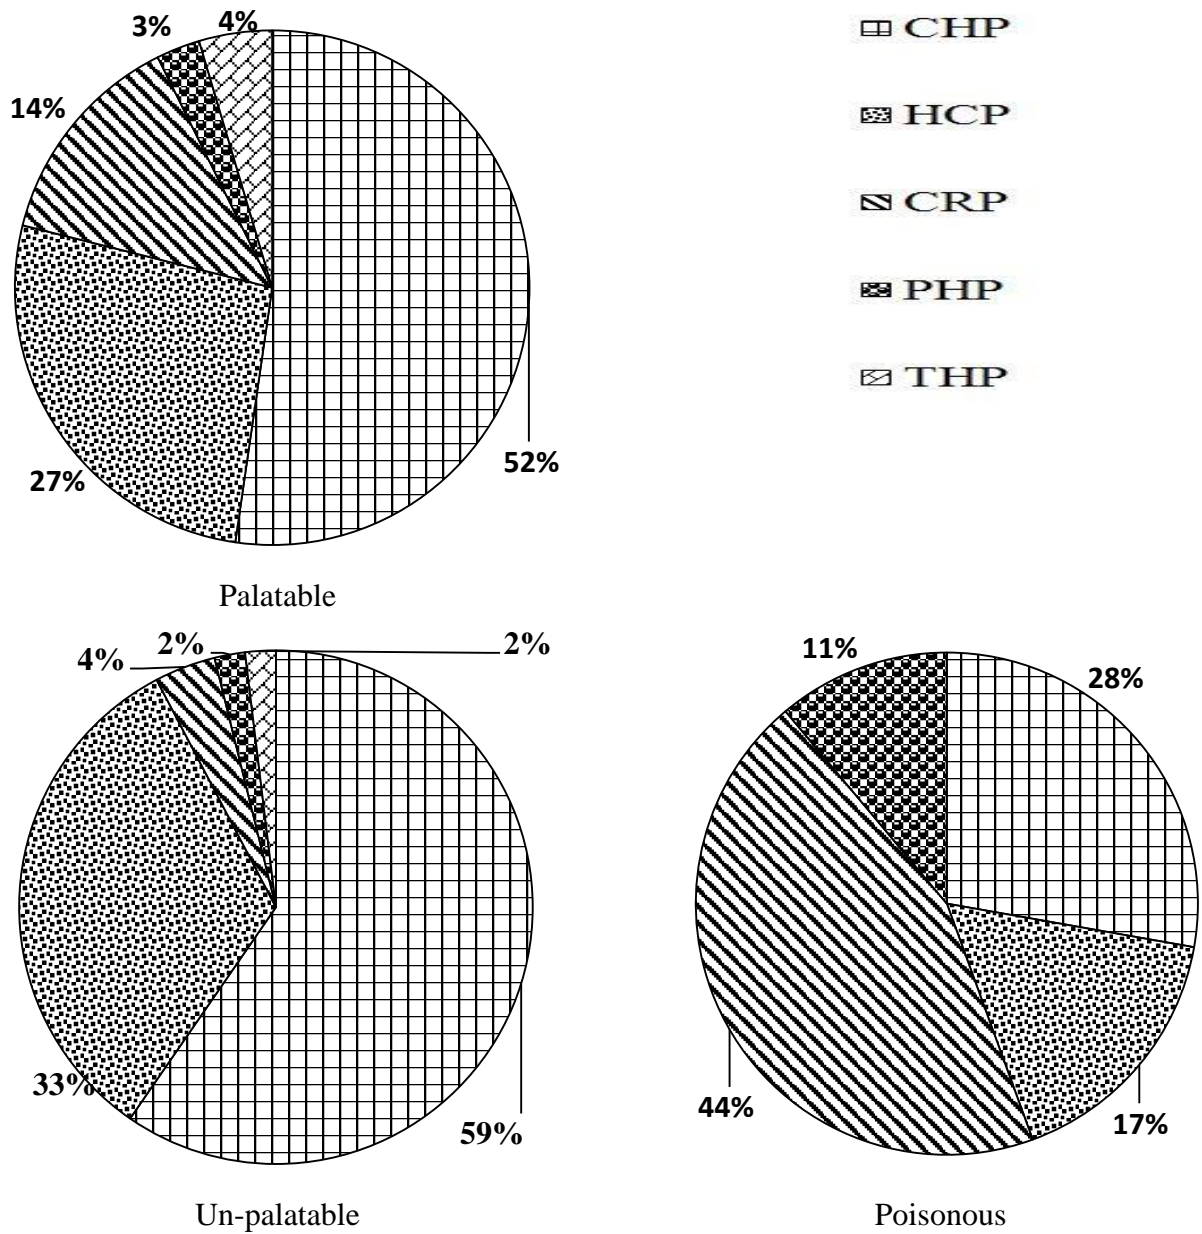 3%
4%
14%
27%
52%
Palatable
CHP
HCP
CRP
PHP
THP
4%
2%
2%
33%
59%
Un-palatable
11%
28%
44%
17%
Poisonous